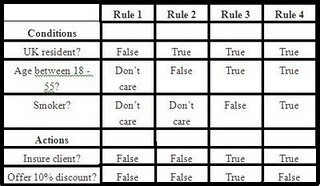 Rule 1 Rule 2 Rule 3 Rule 4
Conditions
UK resident? False True True True
Age between 18 - Don't False True True
55? care
Smoker? Don't Don't False True
care care
Actions
Insure client? False False True True
Offer 10% discount? False False True False